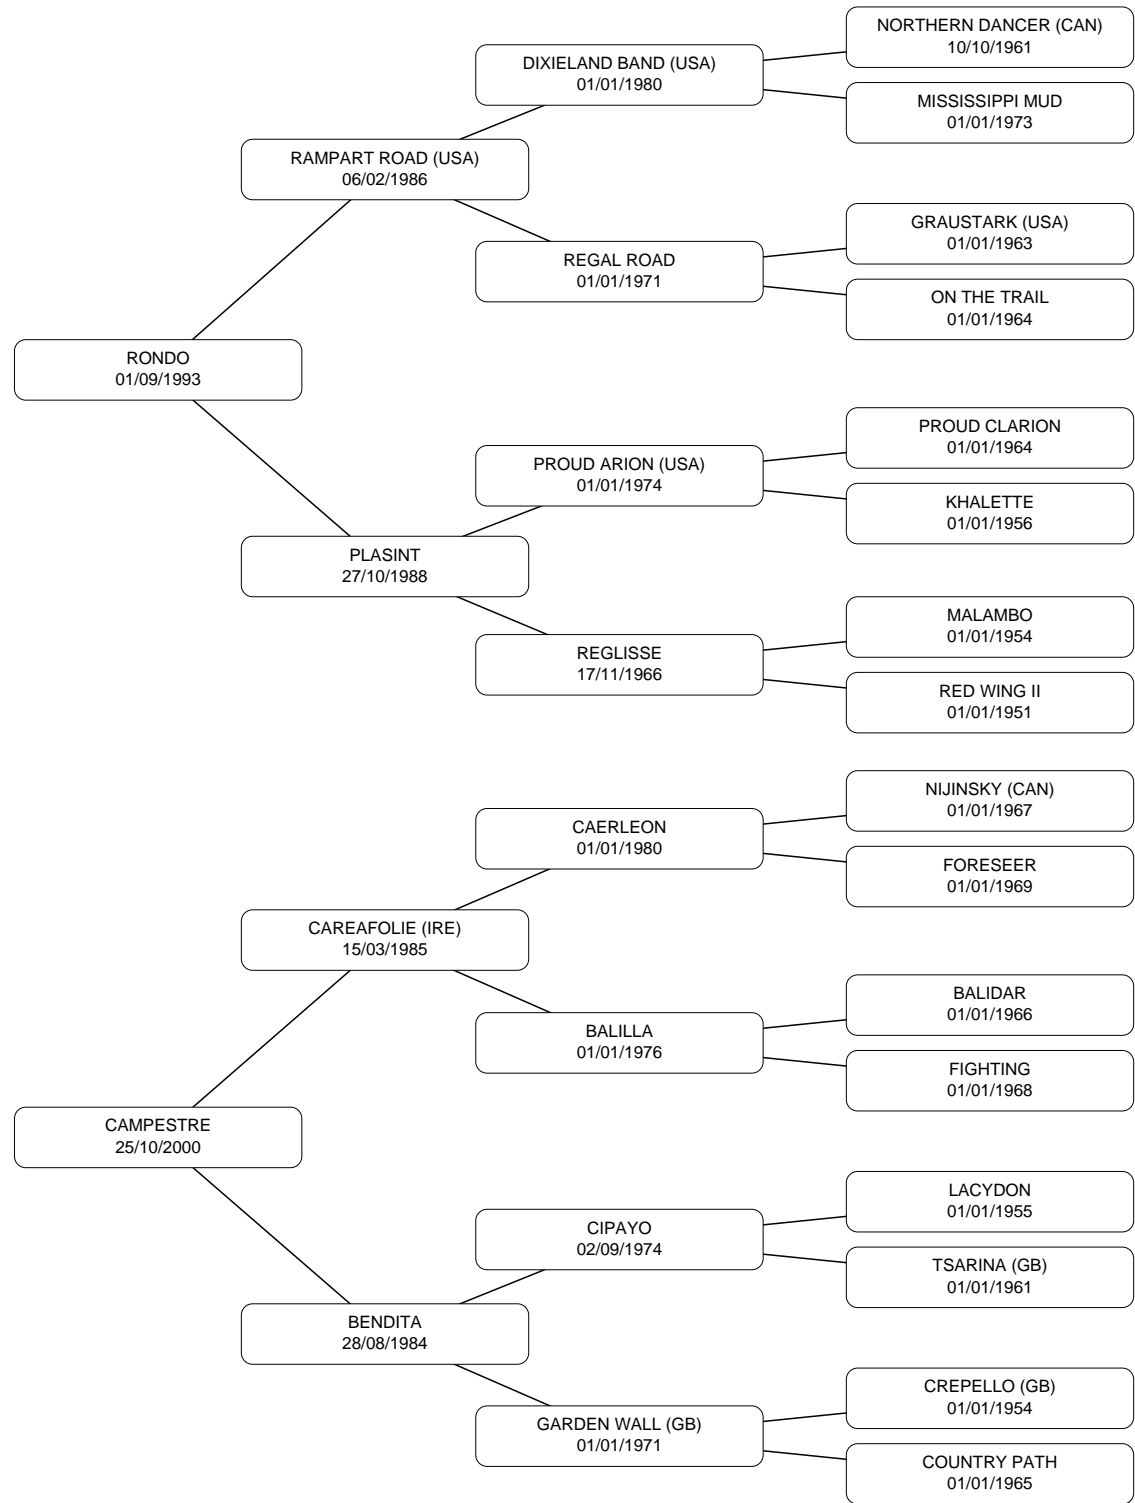 NORTHERN DANCER (CAN)
10/10/1961
DIXIELAND BAND (USA)
01/01/1980
MISSISSIPPI MUD
01/01/1973
RAMPART ROAD (USA)
06/02/1986
GRAUSTARK (USA)
01/01/1963
REGAL ROAD
01/01/1971
ON THE TRAIL
01/01/1964
RONDO
01/09/1993
PROUD CLARION
01/01/1964
PROUD ARION (USA)
01/01/1974
KHALETTE
01/01/1956
PLASINT
27/10/1988
MALAMBO
01/01/1954
REGLISSE
17/11/1966
RED WING II
01/01/1951
NIJINSKY (CAN)
01/01/1967
CAERLEON
01/01/1980
FORESEER
01/01/1969
CAREAFOLIE (IRE)
15/03/1985
BALIDAR
01/01/1966
BALILLA
01/01/1976
FIGHTING
01/01/1968
CAMPESTRE
25/10/2000
LACYDON
01/01/1955
CIPAYO
02/09/1974
TSARINA (GB)
01/01/1961
BENDITA
28/08/1984
CREPELLO (GB)
01/01/1954
GARDEN WALL (GB)
01/01/1971
COUNTRY PATH
01/01/1965